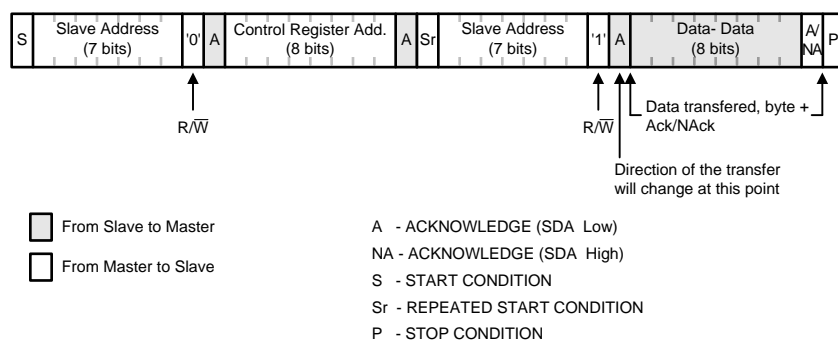 S Slave Address (7 bits) '0' A Control Register Add. (8 bits) A Sr Slave Address (7 bits) '1' A Data- Data (8 bits) A/NA P
R/W̅
R/W̅
Data transfered, byte +
Ack/NAck
Direction of the transfer
will change at this point
From Slave to Master
From Master to Slave
A - ACKNOWLEDGE (SDA Low)
NA - ACKNOWLEDGE (SDA High)
S - START CONDITION
Sr - REPEATED START CONDITION
P - STOP CONDITION